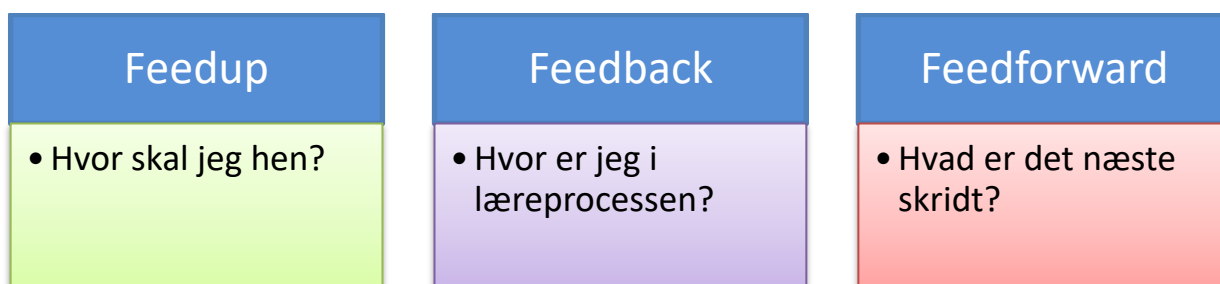 Feedup
• Hvor skal jeg hen?
Feedback
• Hvor er jeg i
læreprocessen?
Feedforward
• Hvad er det næste
skridt?